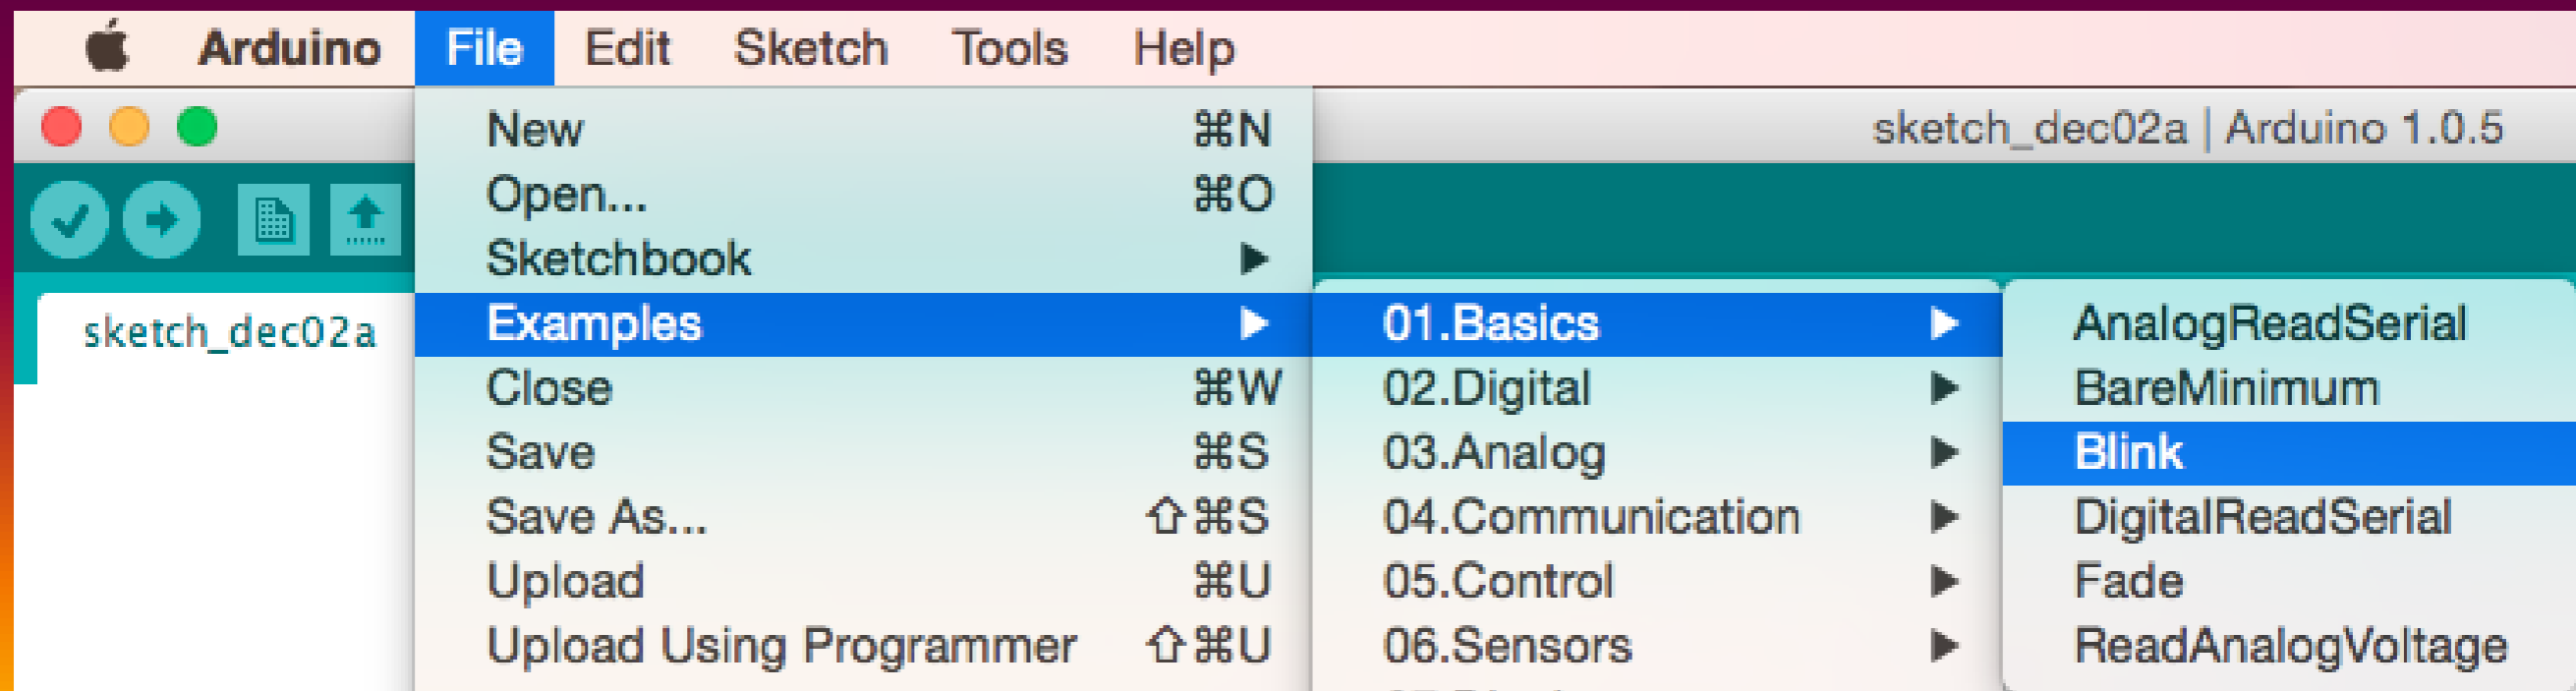 Arduino File Edit Sketch Tools Help
sketch_dec02a | Arduino 1.0.5
sketch_dec02a
New ⌘N
Open... ⌘O
Sketchbook ▶
Examples ▶
Close ⌘W
Save ⌘S
Save As... ⇧⌘S
Upload ⌘U
Upload Using Programmer ⇧⌘U
01.Basics ▶
02.Digital ▶
03.Analog ▶
04.Communication ▶
05.Control ▶
06.Sensors ▶
AnalogReadSerial
BareMinimum
Blink
DigitalReadSerial
Fade
ReadAnalogVoltage